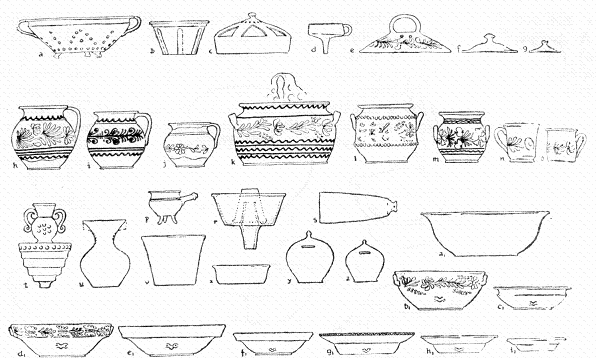 a b c d e f g
h i j k l m n o
p r s
t u v x y z a₁
b₁ c₁
d₁ e₁ f₁ g₁ h₁ i₁